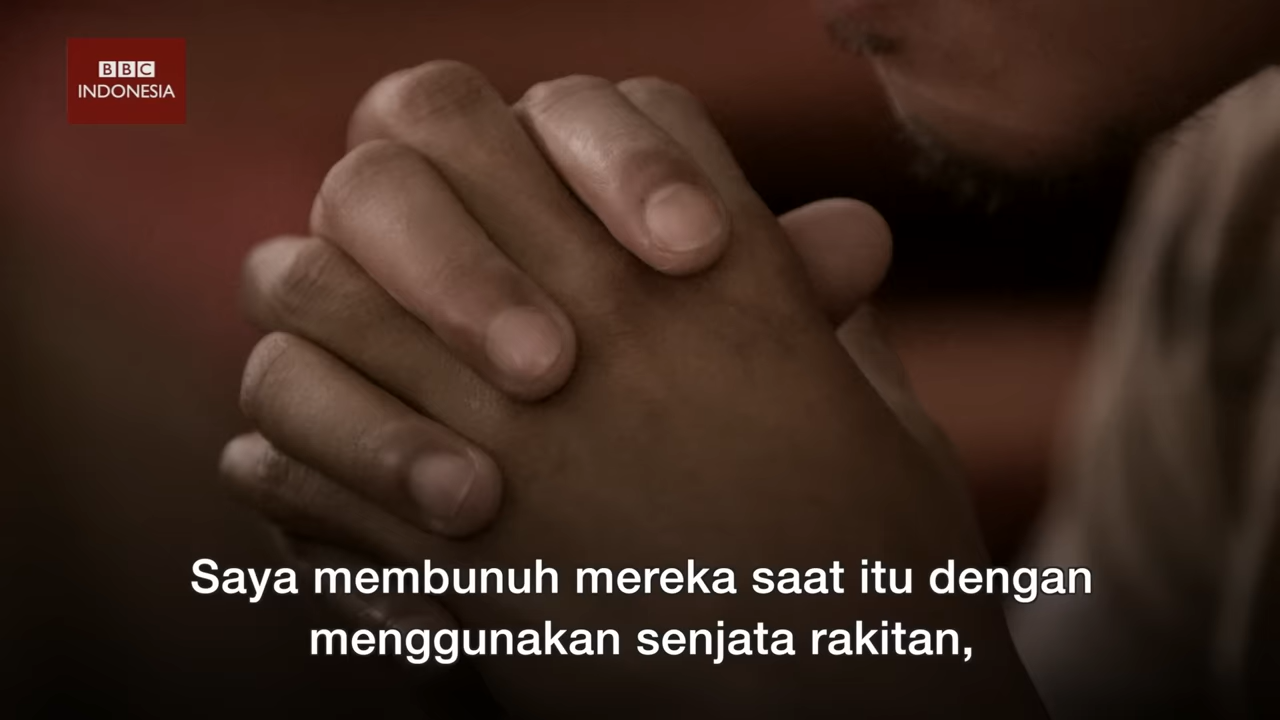 BBC
INDONESIA
Saya membunuh mereka saat itu dengan
menggunakan senjata rakitan,